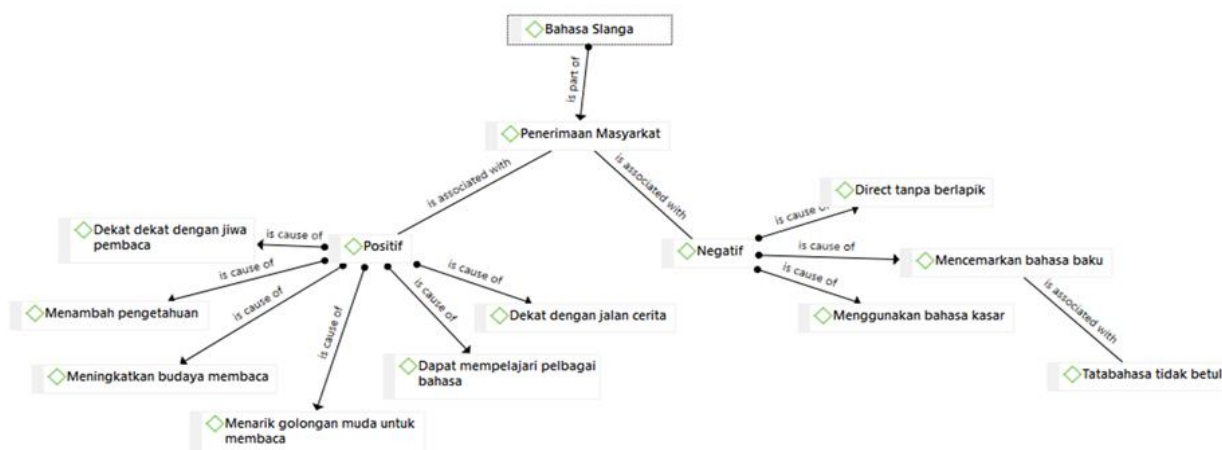 Bahasa Slanga
is part of
Penerimaan Masyarkat
is associated with
is associated with
Direct tanpa berlapik
is cause of
Dekat dekat dengan jiwa
pembaca
is cause of
Positif
Negatif
is cause of
Mencemarkan bahasa baku
is cause of
is cause of
is cause of
is cause of
is cause of
is cause of
is associated with
Menambah pengetahuan
Dekat dengan jalan cerita
Menggunakan bahasa kasar
Meningkatkan budaya membaca
Dapat mempelajari pelbagai
bahasa
Tatabahasa tidak betul
Menarik golongan muda untuk
membaca